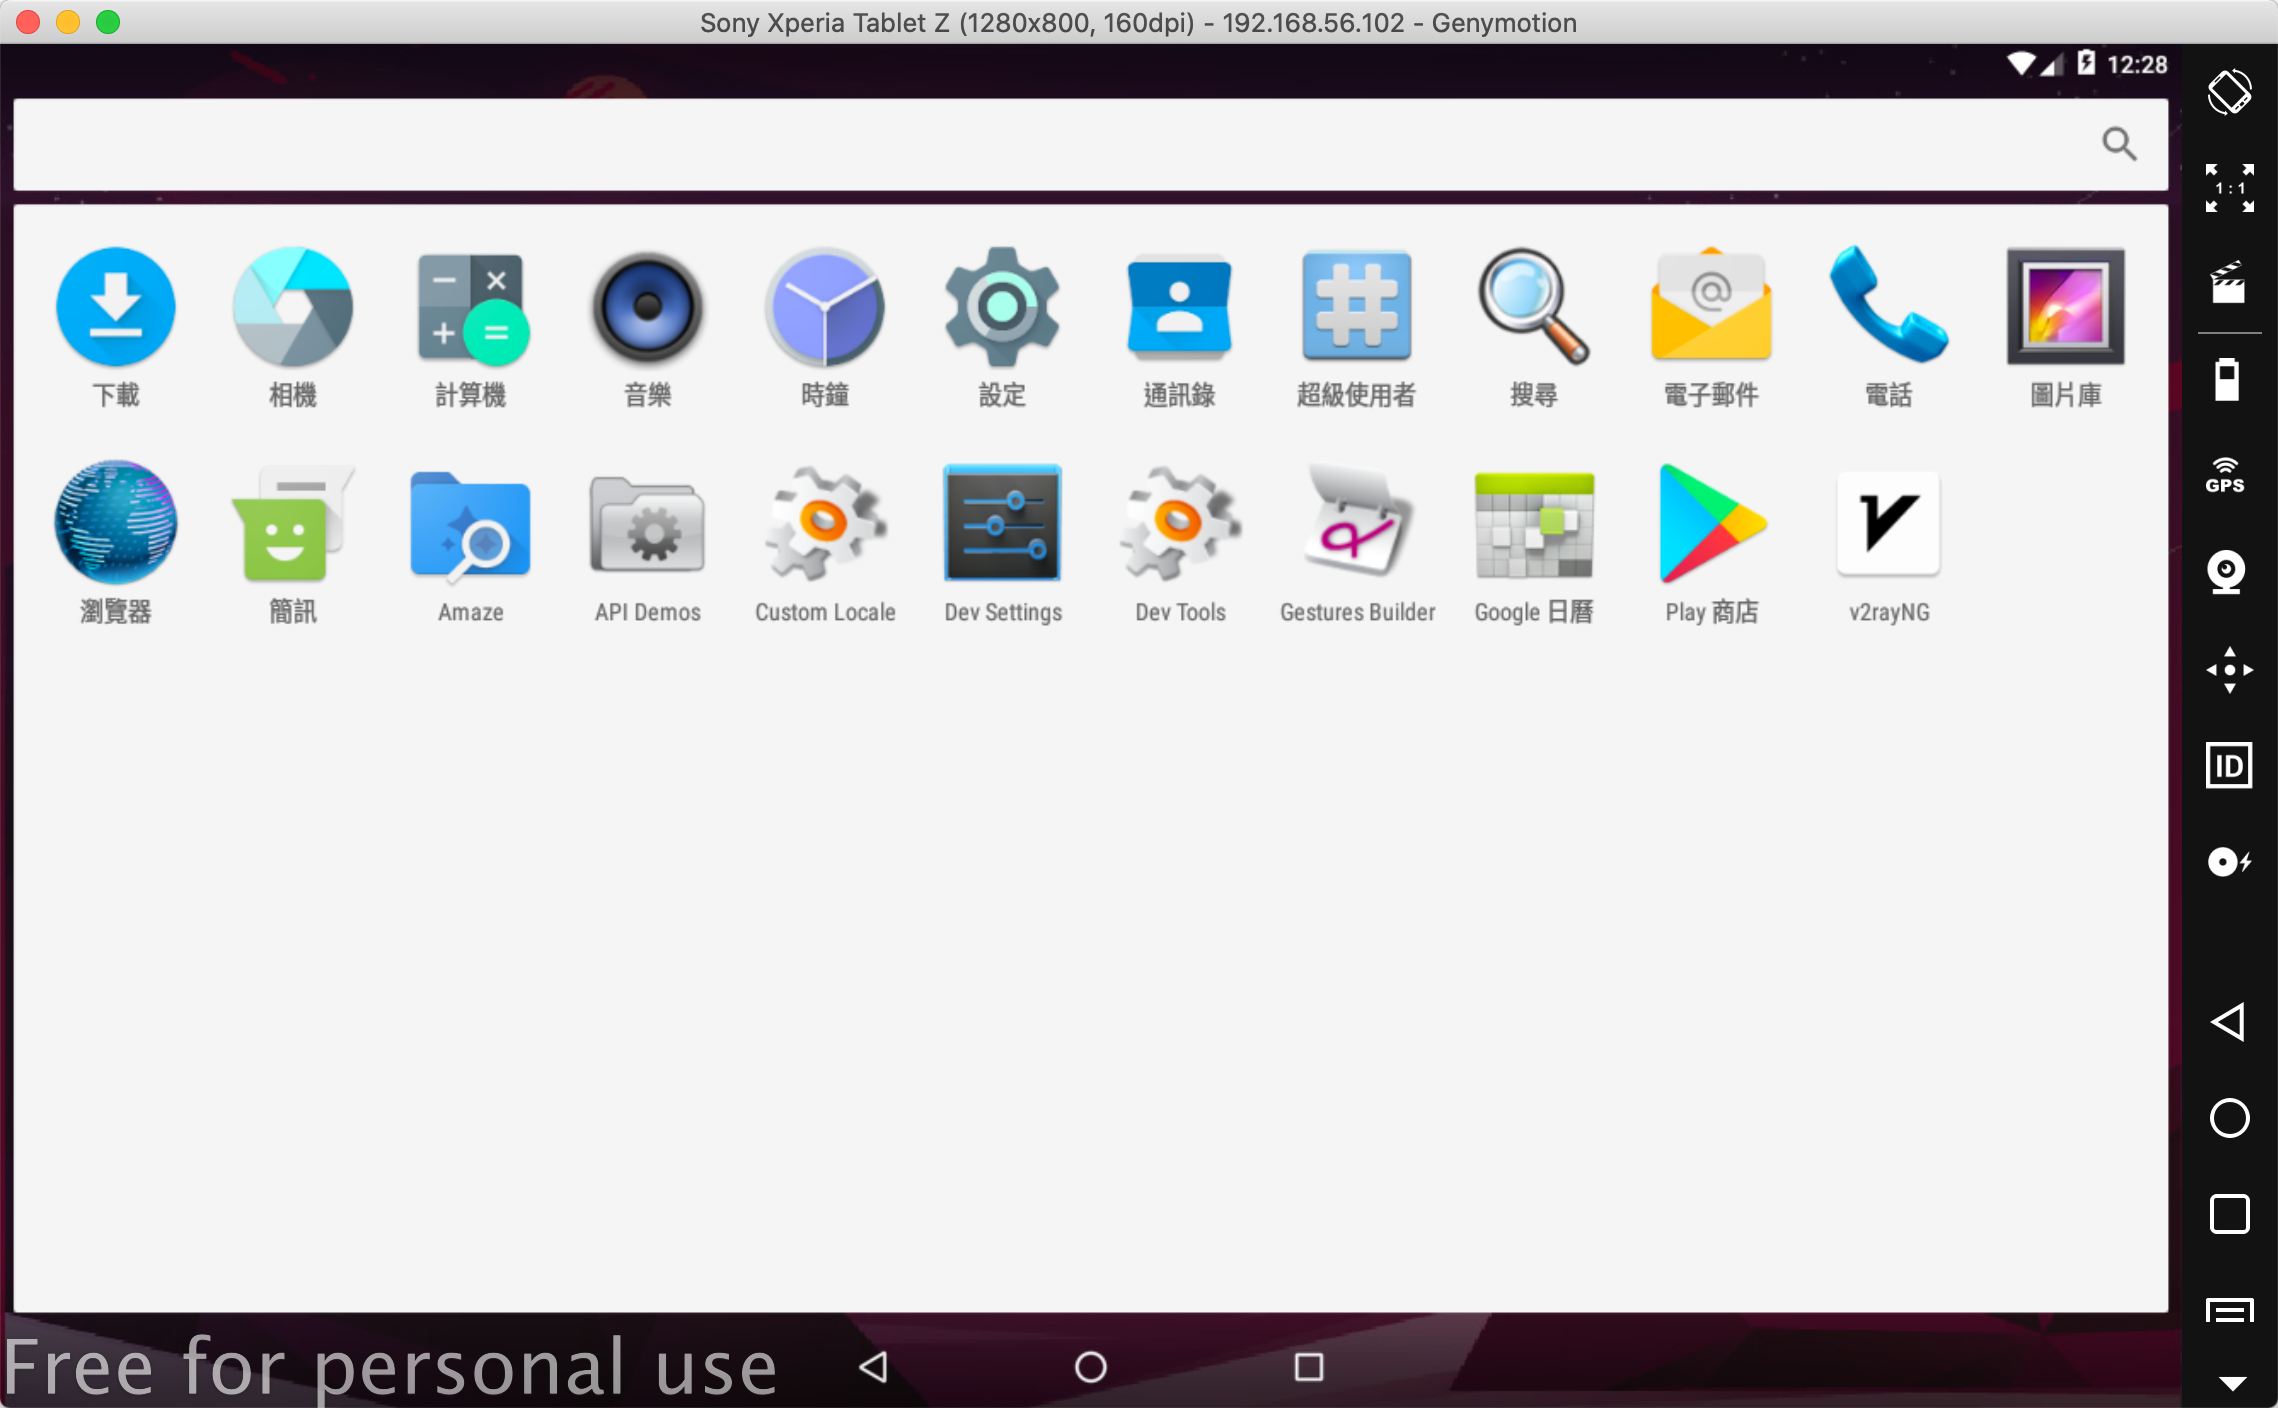 Sony Xperia Tablet Z (1280x800, 160dpi) - 192.168.56.102 - Genymotion
12:28
1:1
下載 相機 計算機 音樂 時鐘 設定 通訊錄 超級使用者 搜尋 電子郵件 電話 圖片庫
GPS
瀏覽器 簡訊 Amaze API Demos Custom Locale Dev Settings Dev Tools Gestures Builder Google 日曆 Play 商店 v2rayNG
ID
Free for personal use